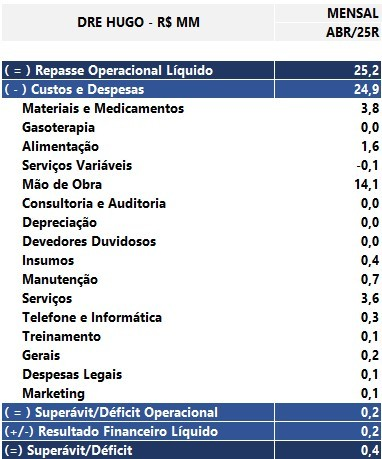 DRE HUGO - R$ MM MENSAL
ABR/25R
( = ) Repasse Operacional Líquido 25,2
( - ) Custos e Despesas 24,9
Materiais e Medicamentos 3,8
Gasoterapia 0,0
Alimentação 1,6
Serviços Variáveis -0,1
Mão de Obra 14,1
Consultoria e Auditoria 0,0
Depreciação 0,0
Devedores Duvidosos 0,0
Insumos 0,4
Manutenção 0,7
Serviços 3,6
Telefone e Informática 0,3
Treinamento 0,1
Gerais 0,2
Despesas Legais 0,1
Marketing 0,1
( = ) Superávit/Déficit Operacional 0,2
(+/-) Resultado Financeiro Líquido 0,2
(=) Superávit/Déficit 0,4